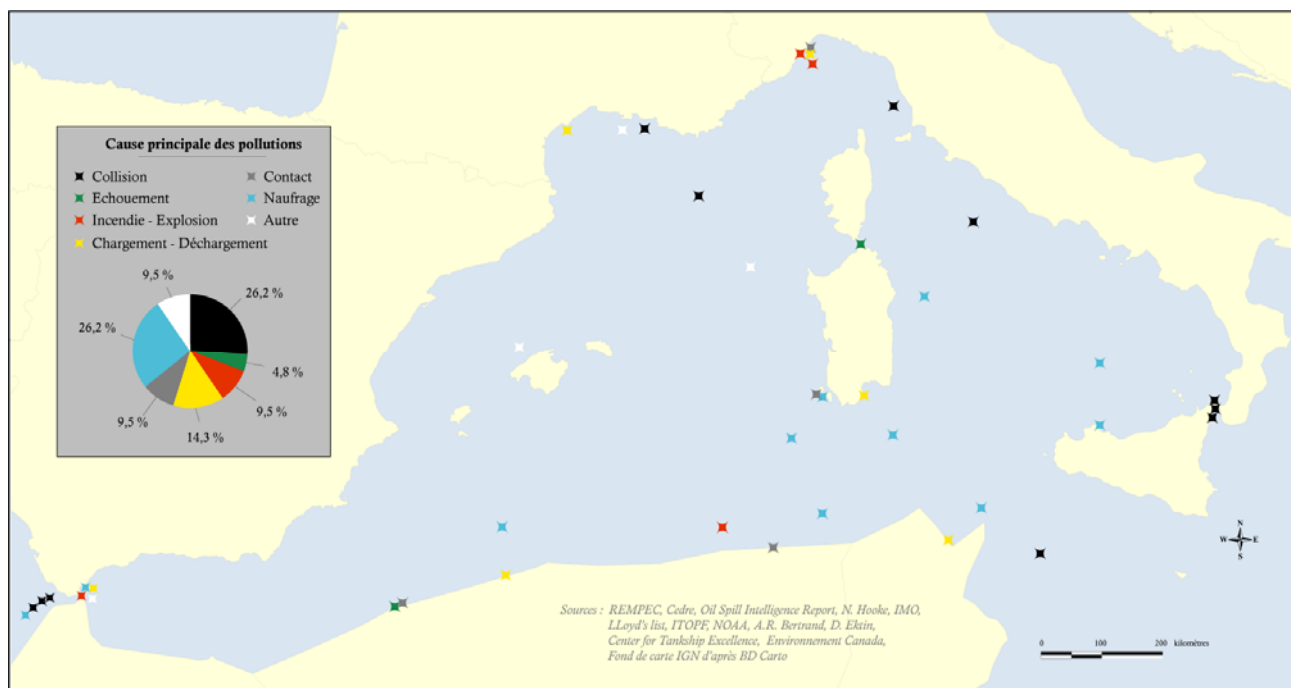 Cause principale des pollutions
Collision
Contact
Echouement
Naufrage
Incendie - Explosion
Autre
Chargement - Déchargement
9,5 %
26,2 %
26,2 %
4,8 %
9,5 %
9,5 %
14,3 %
N
W E
S
Sources : REMPEC, Cedre, Oil Spill Intelligence Report, N. Hooke, IMO,
LLoyd's list, ITOPF, NOAA, A.R. Bertrand, D. Ektin,
Center for Tankship Excellence, Environnement Canada,
Fond de carte IGN d'après BD Carto
0 100 200 kilomètres